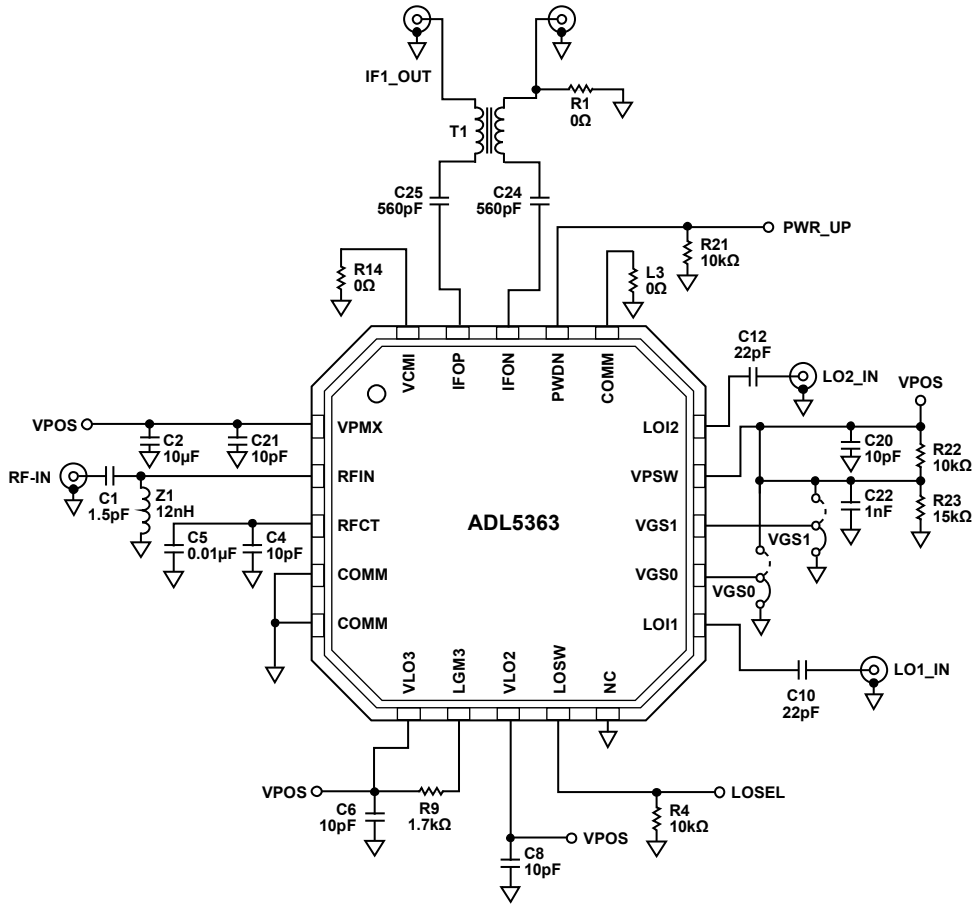 IF1_OUT
R1
0Ω
T1
C25
560pF
C24
560pF
PWR_UP
R21
10kΩ
R14
0Ω
L3
0Ω
C12
22pF
LO2_IN
VPOS
VCMI
IFOP
IFON
PWDN
COMM
VPOS
C2
10µF
C21
10pF
VPMX
LOI2
C20
10pF
R22
10kΩ
RF-IN
C1
1.5pF
Z1
12nH
RFIN
VPSW
C22
1nF
R23
15kΩ
C5
0.01µF
C4
10pF
RFCT
ADL5363
VGS1
VGS1
COMM
VGS0
VGS0
COMM
LOI1
VLO3
LGM3
VLO2
LOSW
NC
LO1_IN
C10
22pF
VPOS
C6
10pF
R9
1.7kΩ
LOSEL
R4
10kΩ
VPOS
C8
10pF